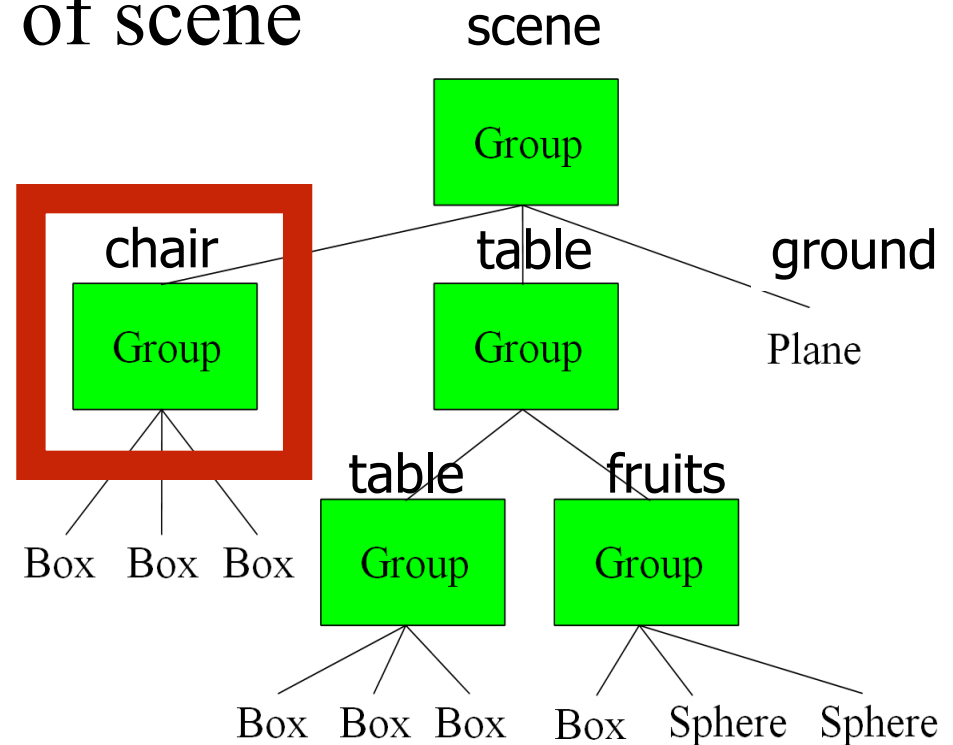 of scene
scene
Group
chair
table
ground
Group
Group
Plane
table
fruits
Box Box Box
Group
Group
Box Box Box
Box Sphere Sphere